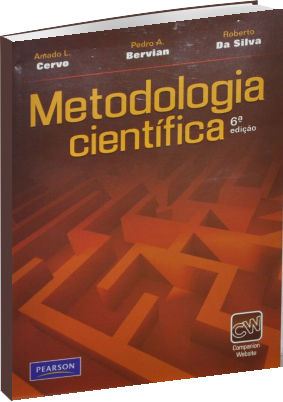 Amado L.
Cervo
Pedro A.
Bervian
Roberto
Da Silva
Metodologia
científica
6ª
edição
PEARSON
CW
Companion
Website